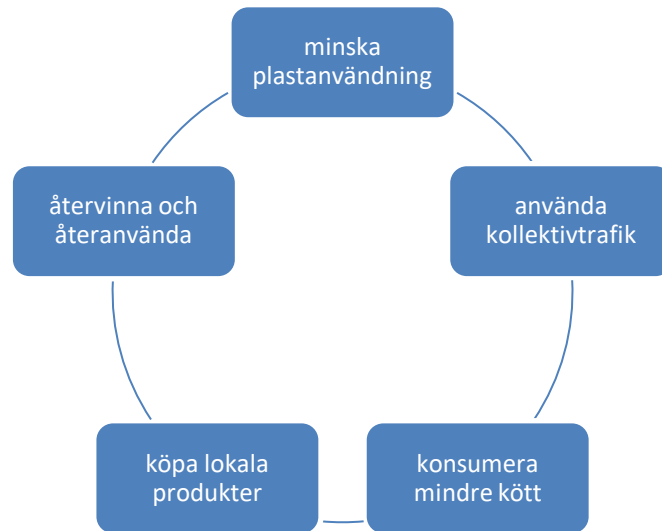 minska
plastanvändning
använda
kollektivtrafik
konsumera
mindre kött
köpa lokala
produkter
återvinna och
återanvända